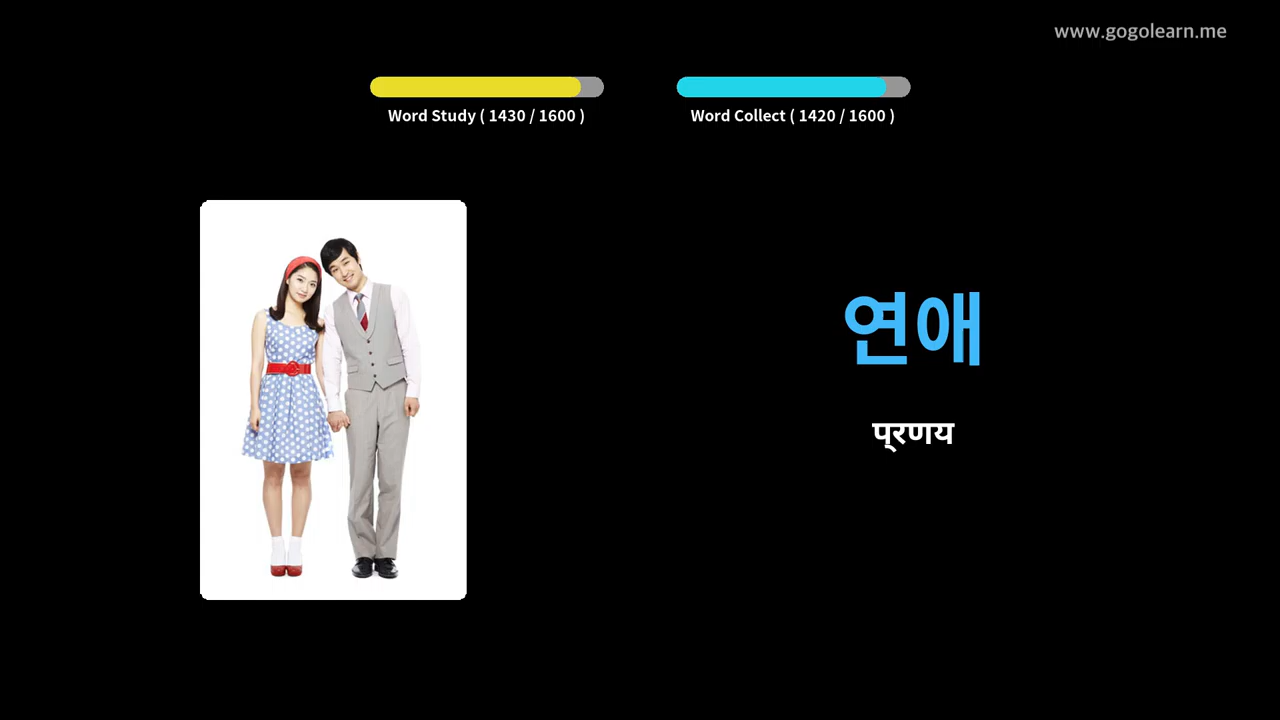 www.gogolearn.me
Word Study ( 1430 / 1600 )
Word Collect ( 1420 / 1600 )
연애
प्रणय